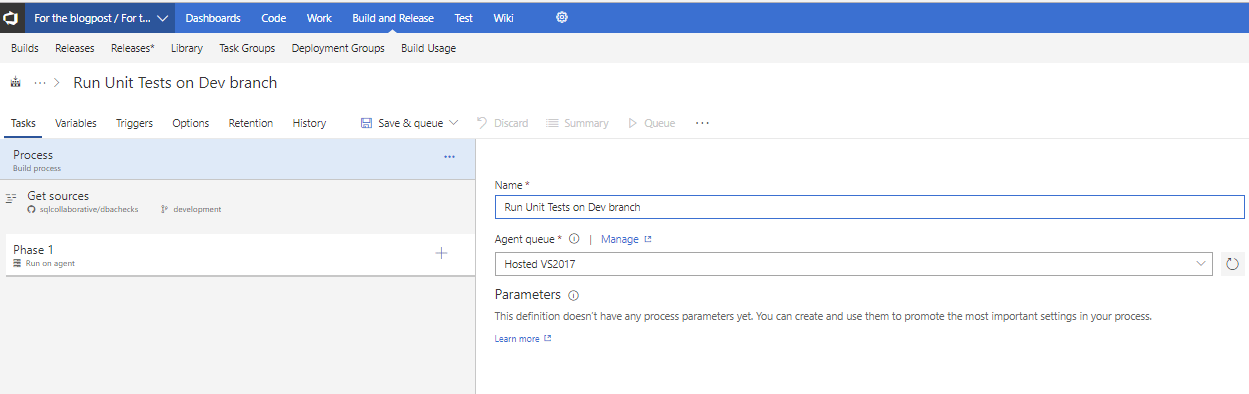 For the blogpost / For t... Dashboards Code Work Build and Release Test Wiki
Builds Releases Releases* Library Task Groups Deployment Groups Build Usage
··· Run Unit Tests on Dev branch
Tasks Variables Triggers Options Retention History Save & queue Discard Summary Queue ···
Process ···
Build process
Get sources
sqlcollaborative/dbachecks development
Phase 1
Run on agent
Name *
Run Unit Tests on Dev branch
Agent queue * | Manage
Hosted VS2017
Parameters
This definition doesn't have any process parameters yet. You can create and use them to promote the most important settings in your process.
Learn more